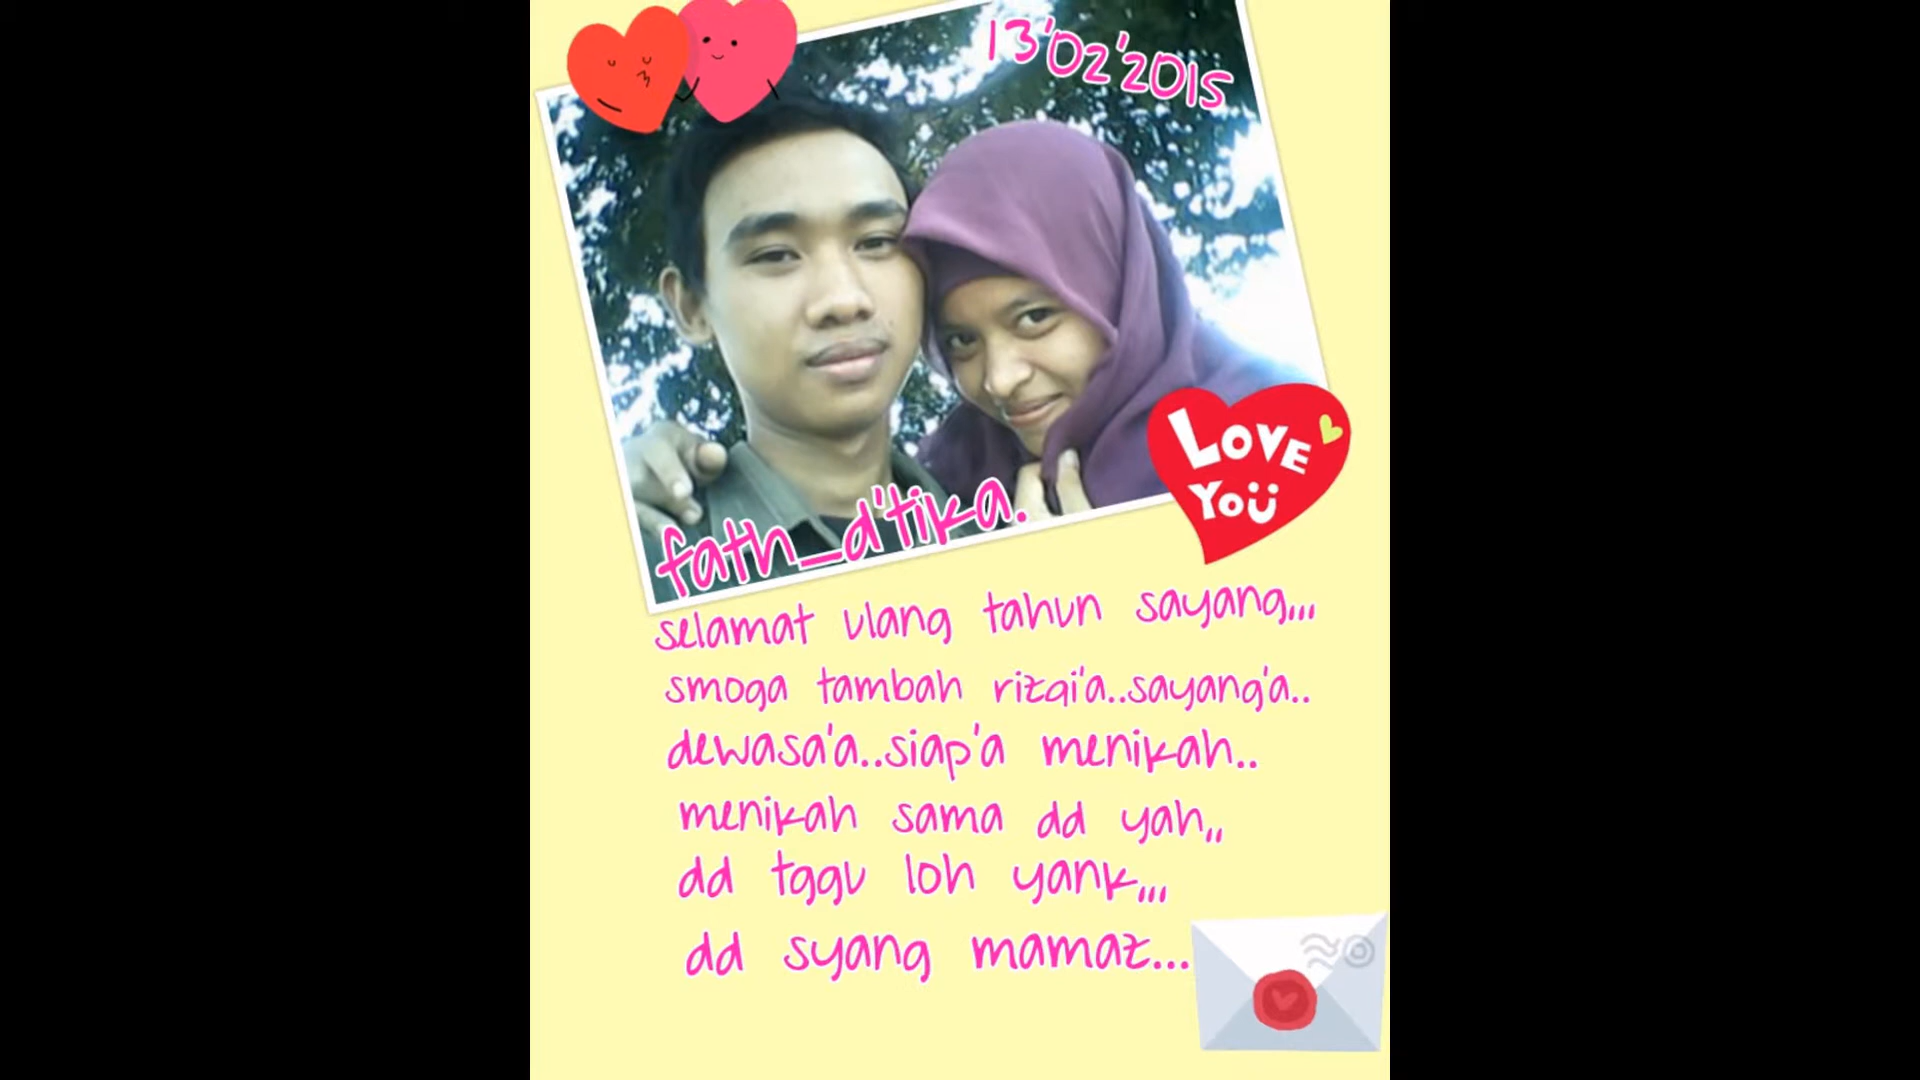 13'02'2015
LOVE
YOU
fath_d'tika.
selamat ulang tahun sayang,,,
smoga tambah rizqi'a..sayang'a..
dewasa'a..siap'a menikah..
menikah sama dd yah,,
dd tggu loh yank,,,
dd syang mamaz...